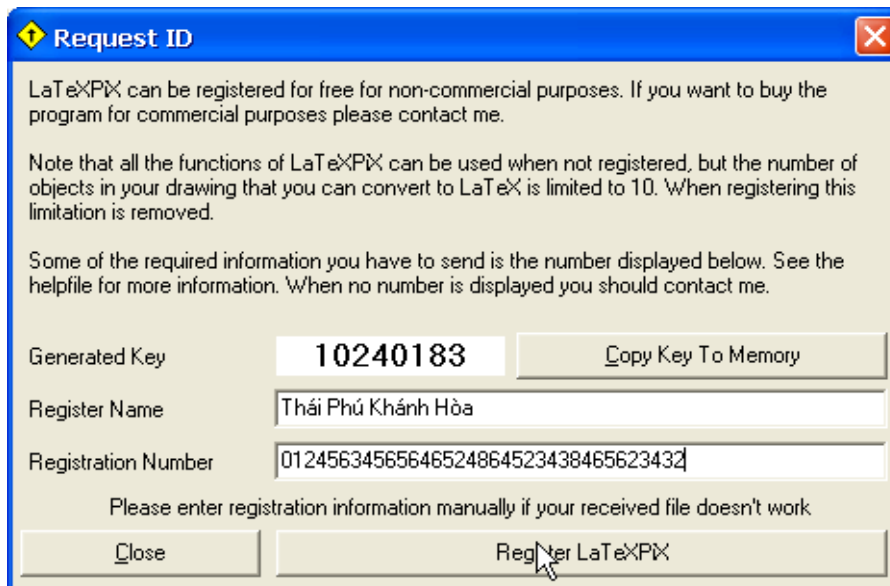 Request ID
LaTeXPiX can be registered for free for non-commercial purposes. If you want to buy the
program for commercial purposes please contact me.
Note that all the functions of LaTeXPiX can be used when not registered, but the number of
objects in your drawing that you can convert to LaTeX is limited to 10. When registering this
limitation is removed.
Some of the required information you have to send is the number displayed below. See the
helpfile for more information. When no number is displayed you should contact me.
Generated Key 10240183 Copy Key To Memory
Register Name Thái Phú Khánh Hòa
Registration Number 01245634565646524864523438465623432
Please enter registration information manually if your received file doesn't work
Close Register LaTeXPiX